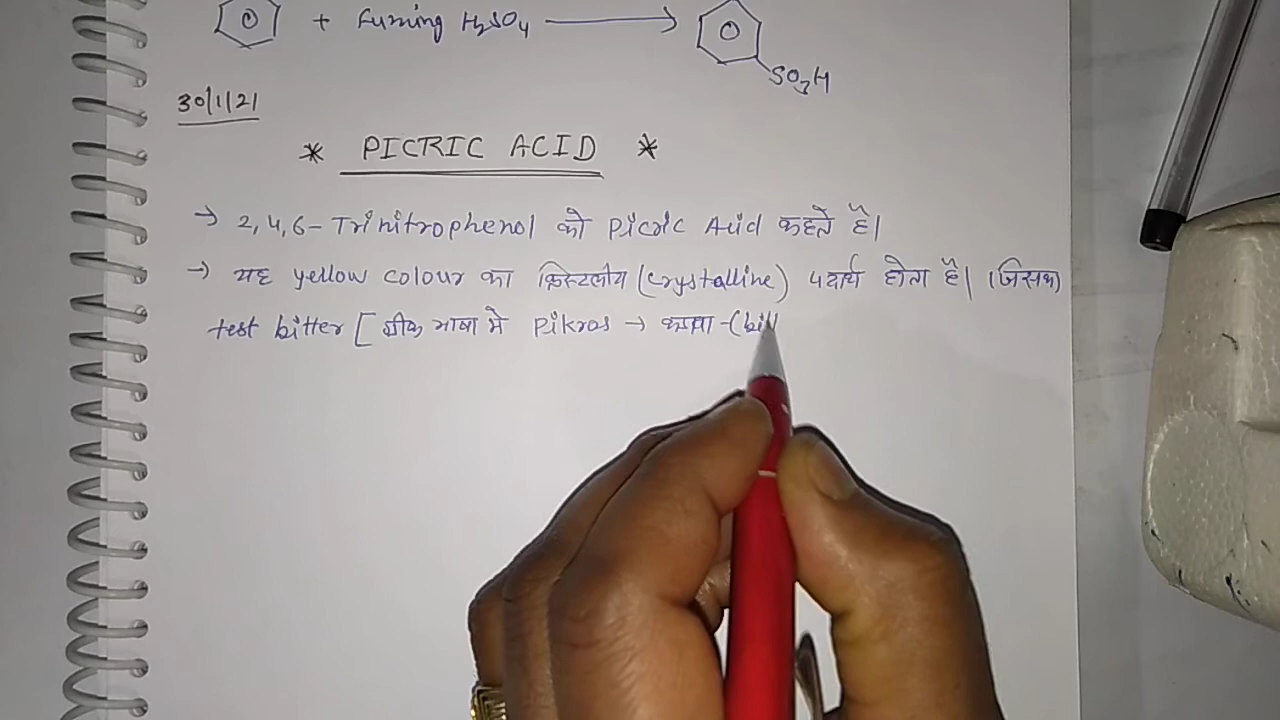 + Fuming H₂SO₄ ⟶
SO₃H
30/1/21
* PICRIC ACID *
→ 2,4,6-Trinitrophenol को Picric Acid कहते हैं।
→ यह yellow colour का क्रिस्टलीय (Crystalline) पदार्थ होता है। जिसका
test bitter [ ग्रीक भाषा मे Pikros → कड़वा -(bit